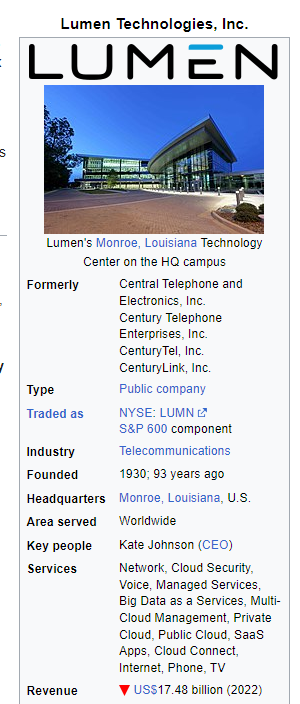 Lumen Technologies, Inc.
LUMEN
Lumen's Monroe, Louisiana Technology
Center on the HQ campus
Formerly Central Telephone and
Electronics, Inc.
Century Telephone
Enterprises, Inc.
CenturyTel, Inc.
CenturyLink, Inc.
Type Public company
Traded as NYSE: LUMN
S&P 600 component
Industry Telecommunications
Founded 1930; 93 years ago
Headquarters Monroe, Louisiana, U.S.
Area served Worldwide
Key people Kate Johnson (CEO)
Services Network, Cloud Security,
Voice, Managed Services,
Big Data as a Services, Multi-
Cloud Management, Private
Cloud, Public Cloud, SaaS
Apps, Cloud Connect,
Internet, Phone, TV
Revenue ▼ US$17.48 billion (2022)